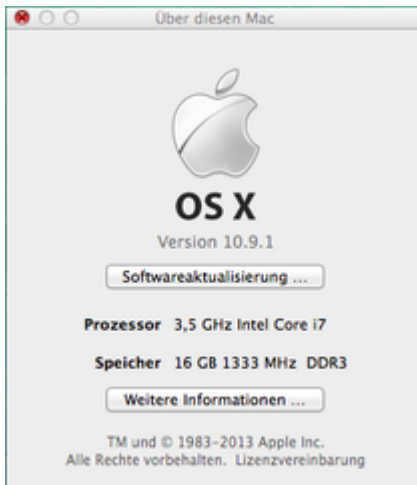 Über diesen Mac
OS X
Version 10.9.1
Softwareaktualisierung ...
Prozessor 3,5 GHz Intel Core i7
Speicher 16 GB 1333 MHz DDR3
Weitere Informationen ...
TM und © 1983–2013 Apple Inc.
Alle Rechte vorbehalten. Lizenzvereinbarung